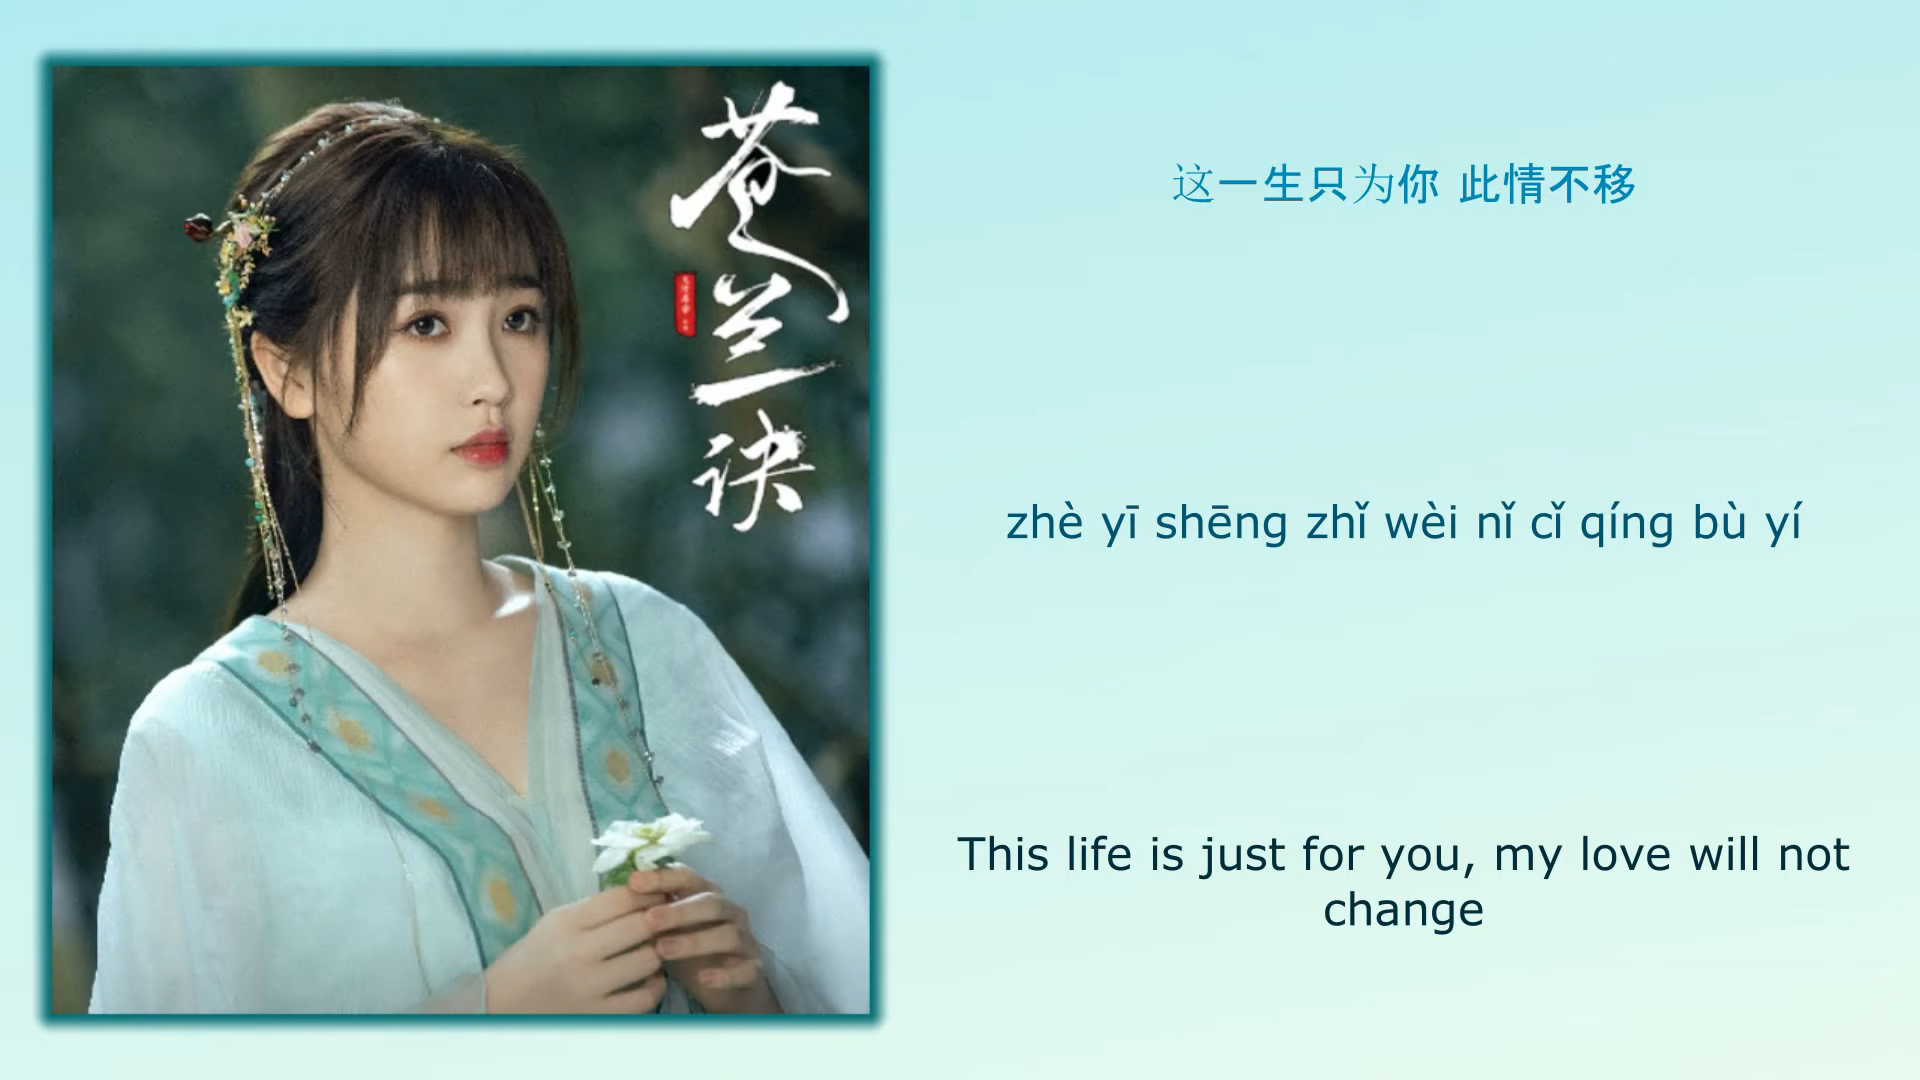 苍兰诀
这一生只为你 此情不移
zhè yī shēng zhǐ wèi nǐ cǐ qíng bù yí
This life is just for you, my love will not
change